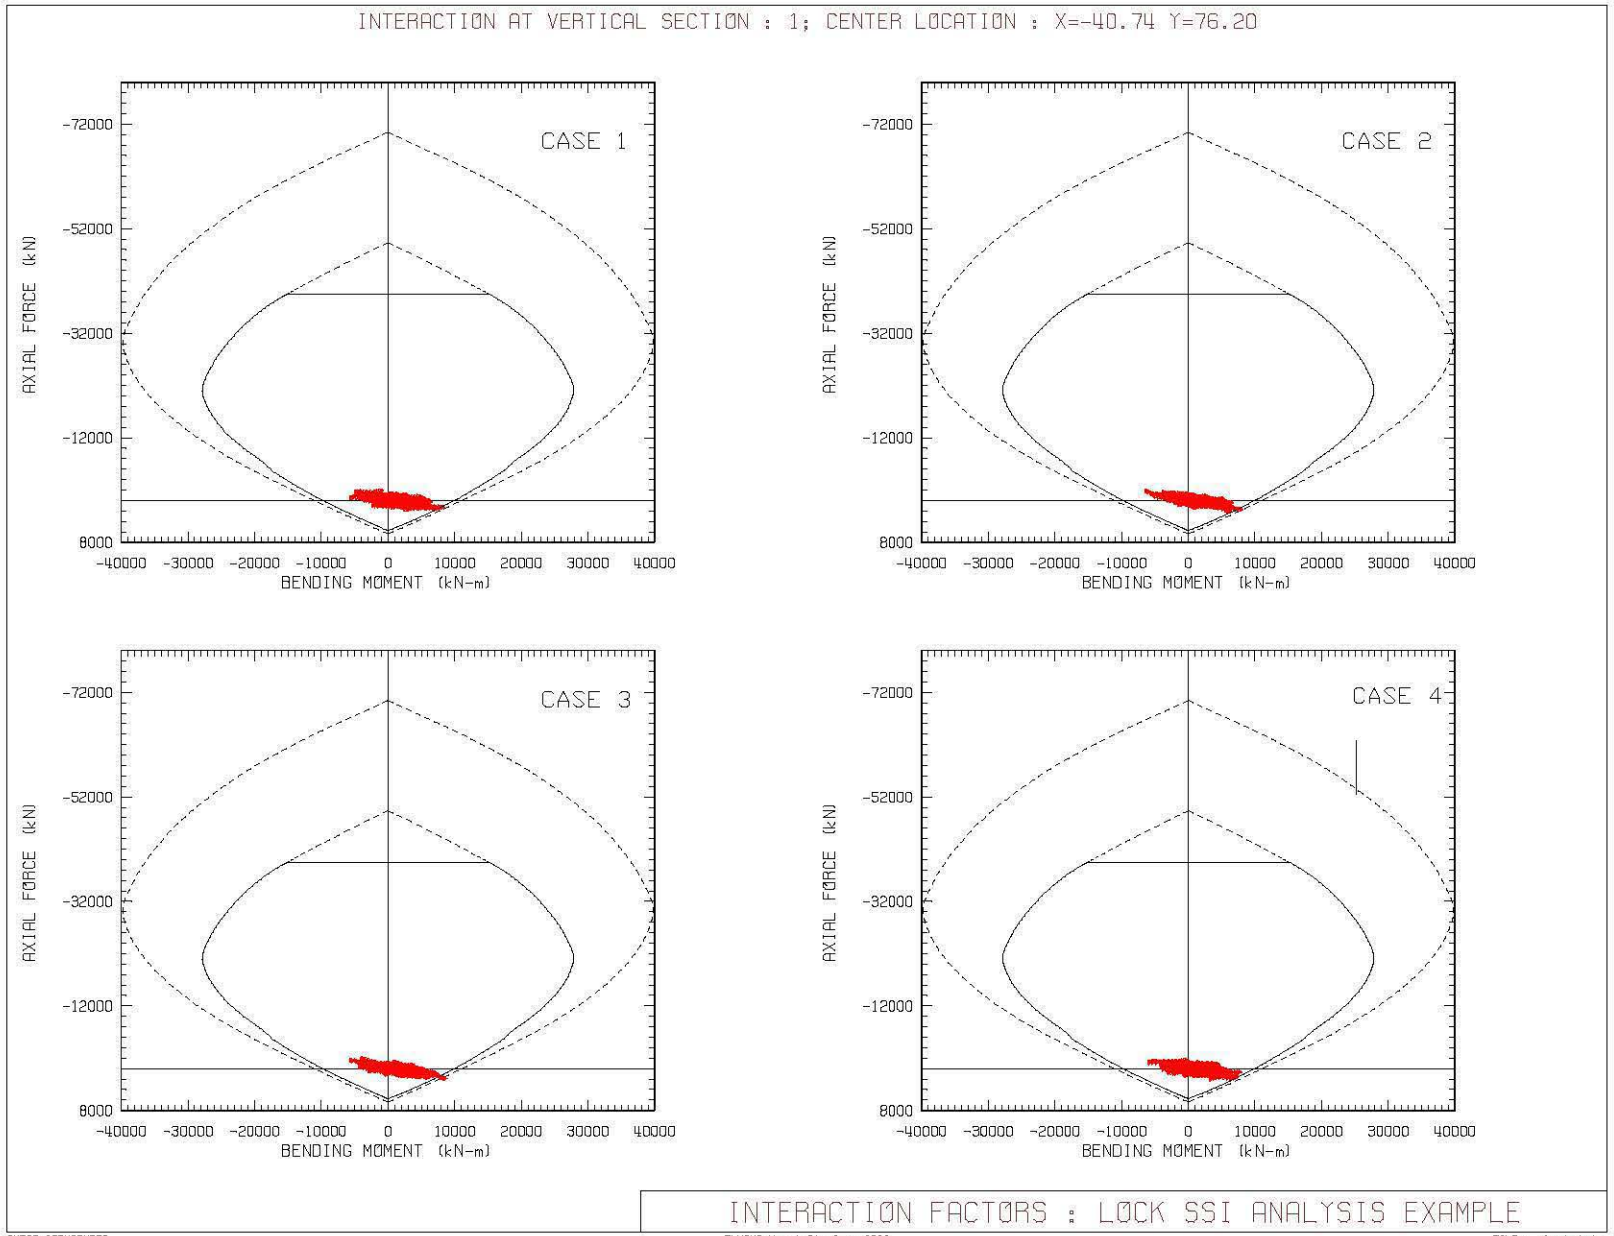 INTERACTION AT VERTICAL SECTION : 1; CENTER LOCATION : X=-40.74 Y=76.20
CASE 1
-72000
-52000
-32000
-12000
8000
AXIAL FORCE (kN)
-40000 -30000 -20000 -10000 0 10000 20000 30000 40000
BENDING MOMENT (kN-m)
CASE 2
-72000
-52000
-32000
-12000
8000
AXIAL FORCE (kN)
-40000 -30000 -20000 -10000 0 10000 20000 30000 40000
BENDING MOMENT (kN-m)
CASE 3
-72000
-52000
-32000
-12000
8000
AXIAL FORCE (kN)
-40000 -30000 -20000 -10000 0 10000 20000 30000 40000
BENDING MOMENT (kN-m)
CASE 4
-72000
-52000
-32000
-12000
8000
AXIAL FORCE (kN)
-40000 -30000 -20000 -10000 0 10000 20000 30000 40000
BENDING MOMENT (kN-m)
INTERACTION FACTORS : LOCK SSI ANALYSIS EXAMPLE